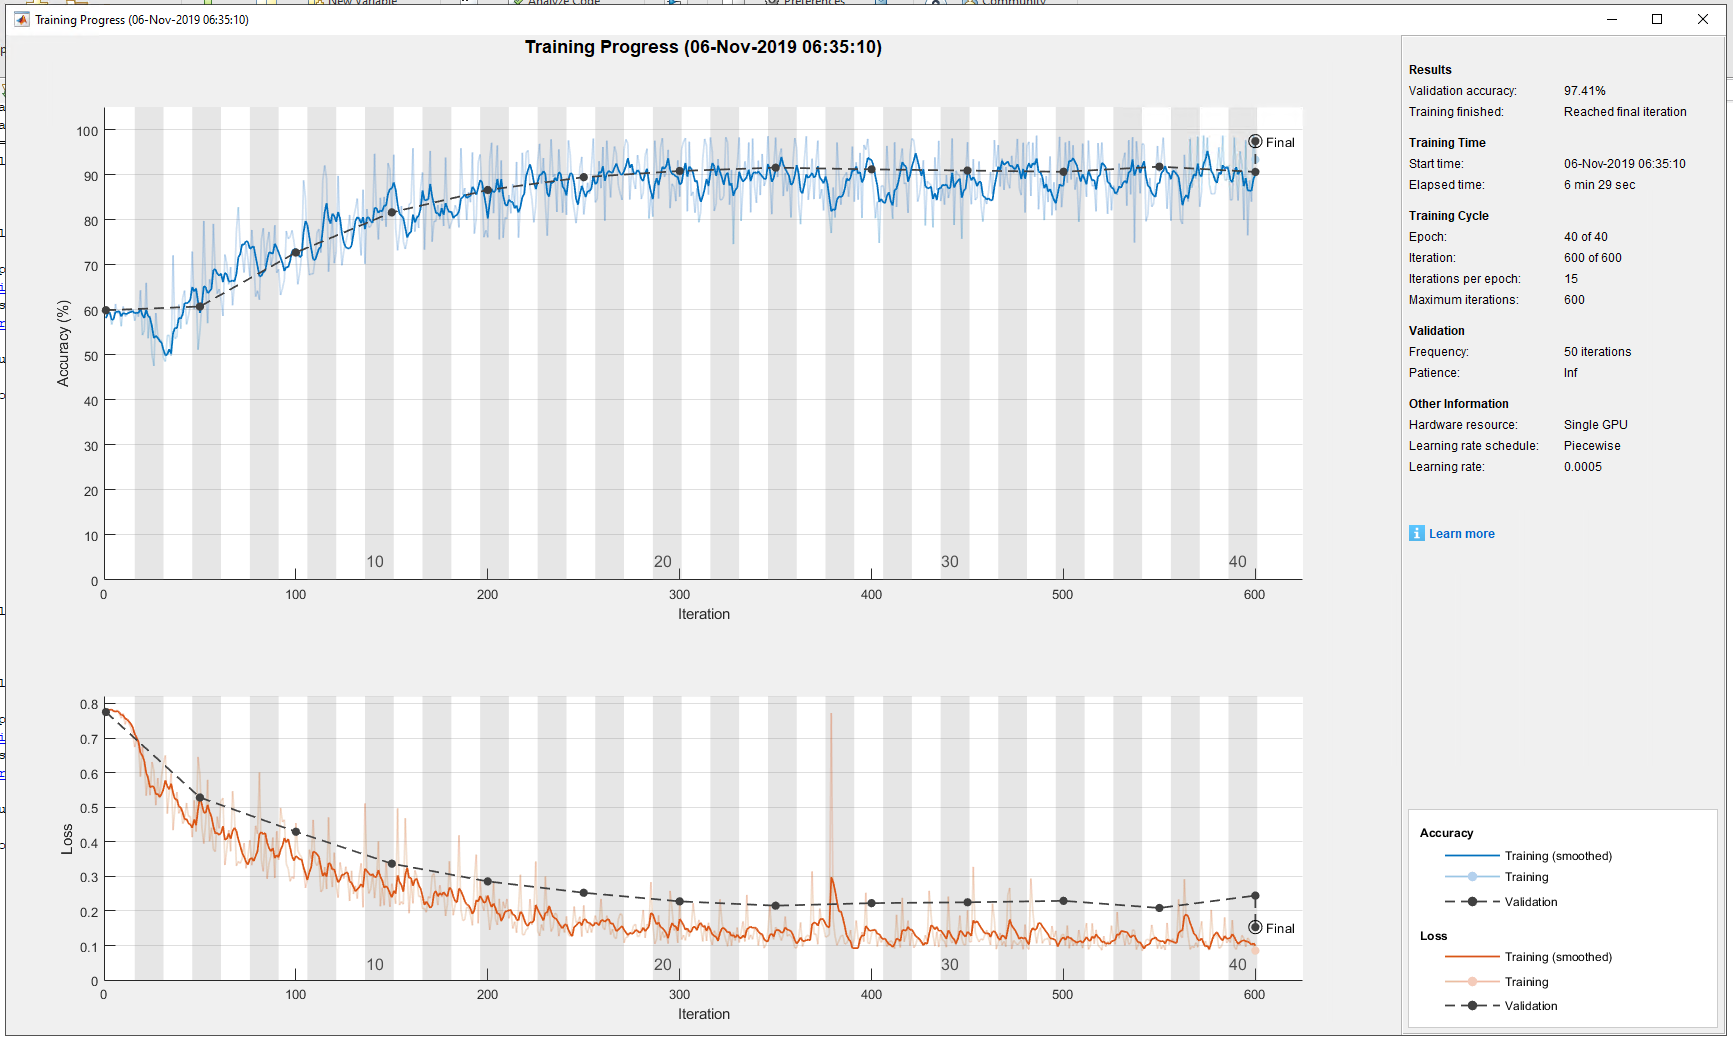 New Variable
Analyze Code
Preferences
Community
Training Progress (06-Nov-2019 06:35:10)
Training Progress (06-Nov-2019 06:35:10)
100
90
80
70
60
50
40
30
20
10
0
Accuracy (%)
Final
10
20
30
40
0
100
200
300
400
500
600
Iteration
0.8
0.7
0.6
0.5
0.4
0.3
0.2
0.1
0
Loss
Final
10
20
30
40
0
100
200
300
400
500
600
Iteration
Results
Validation accuracy: 97.41%
Training finished: Reached final iteration
Training Time
Start time: 06-Nov-2019 06:35:10
Elapsed time: 6 min 29 sec
Training Cycle
Epoch: 40 of 40
Iteration: 600 of 600
Iterations per epoch: 15
Maximum iterations: 600
Validation
Frequency: 50 iterations
Patience: Inf
Other Information
Hardware resource: Single GPU
Learning rate schedule: Piecewise
Learning rate: 0.0005
i Learn more
Accuracy
Training (smoothed)
Training
Validation
Loss
Training (smoothed)
Training
Validation